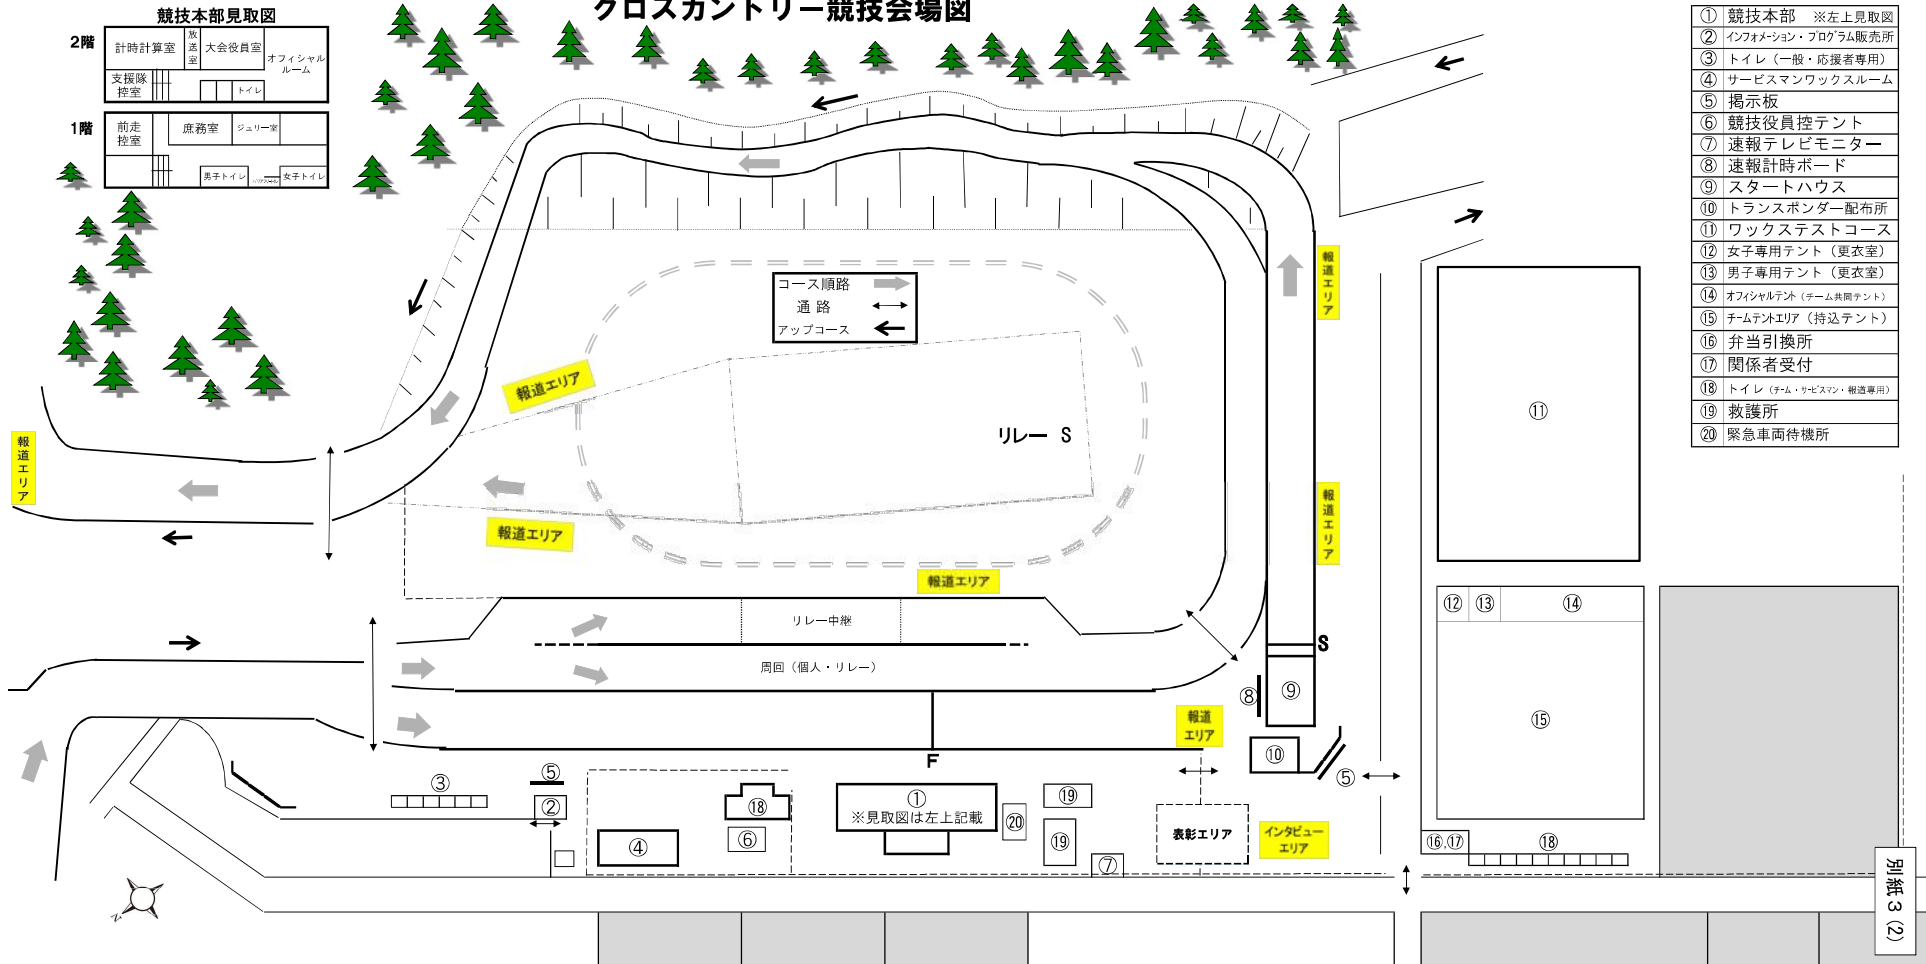 クロスカントリー競技会場図
競技本部見取図
2階
計時計算室
放送室
大会役員室
オフィシャル
ルーム
支援隊
控室
トイレ
1階
前走
控室
庶務室
ジュリー室
男子トイレ
女子トイレ
① 競技本部 ※左上見取図
② インフォメーション・プログラム販売所
③ トイレ（一般・応援者専用）
④ サービスマンワックスルーム
⑤ 掲示板
⑥ 競技役員控テント
⑦ 速報テレビモニター
⑧ 速報計時ボード
⑨ スタートハウス
⑩ トランスポンダー配布所
⑪ ワックステストコース
⑫ 女子専用テント（更衣室）
⑬ 男子専用テント（更衣室）
⑭ オフィシャルテント（チーム共同テント）
⑮ チームテントエリア（持込テント）
⑯ 弁当引換所
⑰ 関係者受付
⑱ トイレ（チーム・サービスマン・報道専用）
⑲ 救護所
⑳ 緊急車両待機所
コース順路
通 路
アップコース
報道エリア
報道エリア
報道エリア
リレー S
⑪
報道エリア
報道エリア
報道エリア
⑫ ⑬ ⑭
リレー中継
S
周回（個人・リレー）
⑧ ⑨
報道
エリア
⑮
F
⑩
⑤
③
⑤
②
⑱
①
※見取図は左上記載
⑲
⑳
⑥
④
⑲
⑦
表彰エリア
インタビュー
エリア
⑯,⑰
⑱
N
別紙3(2)